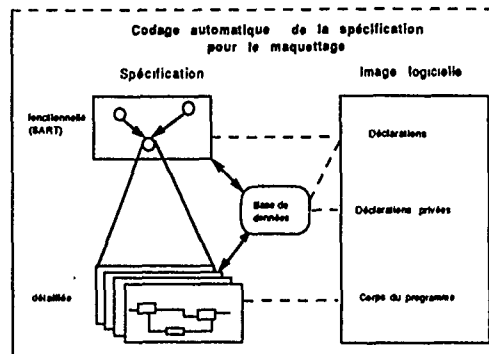 Codage automatique de la spécification
pour le maquettage
Spécification
Image logicielle
fonctionnelle
(SART)
Déclarations
Base de
données
Déclarations privées
détaillée
Corps du programme